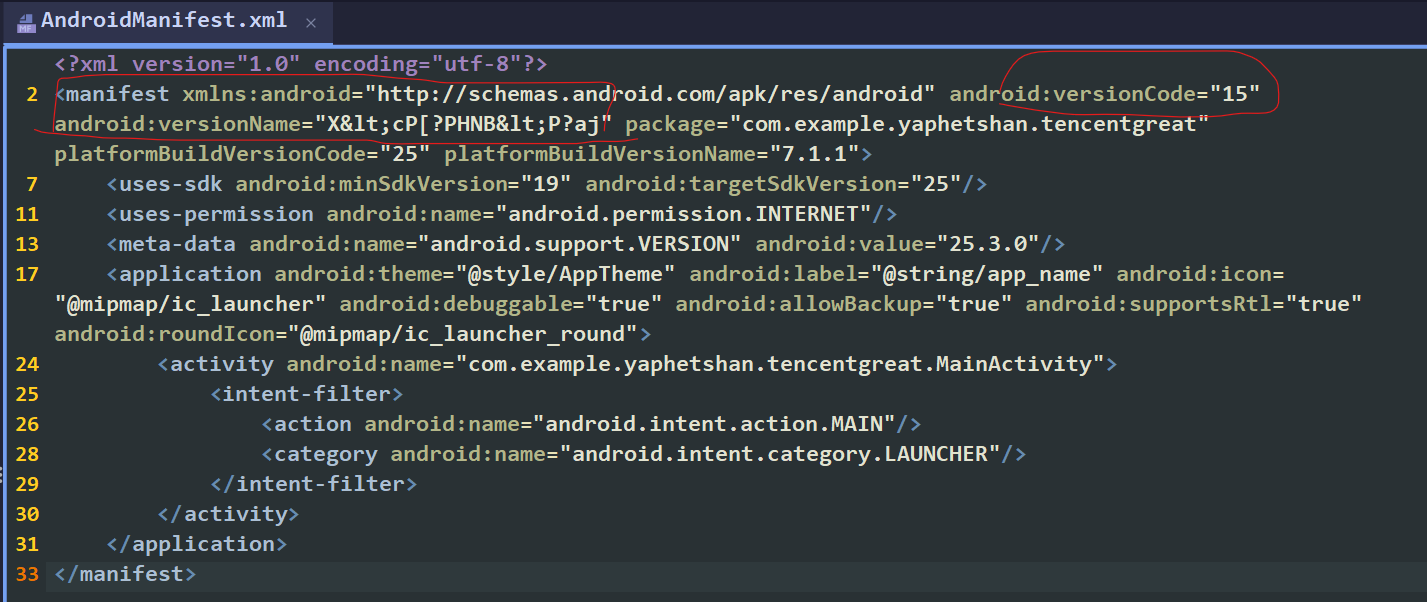 AndroidManifest.xml ×
<?xml version="1.0" encoding="utf-8"?>
2 <manifest xmlns:android="http://schemas.android.com/apk/res/android" android:versionCode="15"
android:versionName="X&lt;cP[?PHNB&lt;P?aj" package="com.example.yaphetshan.tencentgreat"
platformBuildVersionCode="25" platformBuildVersionName="7.1.1">
7 <uses-sdk android:minSdkVersion="19" android:targetSdkVersion="25"/>
11 <uses-permission android:name="android.permission.INTERNET"/>
13 <meta-data android:name="android.support.VERSION" android:value="25.3.0"/>
17 <application android:theme="@style/AppTheme" android:label="@string/app_name" android:icon=
"@mipmap/ic_launcher" android:debuggable="true" android:allowBackup="true" android:supportsRtl="true"
android:roundIcon="@mipmap/ic_launcher_round">
24 <activity android:name="com.example.yaphetshan.tencentgreat.MainActivity">
25 <intent-filter>
26 <action android:name="android.intent.action.MAIN"/>
28 <category android:name="android.intent.category.LAUNCHER"/>
29 </intent-filter>
30 </activity>
31 </application>
33 </manifest>